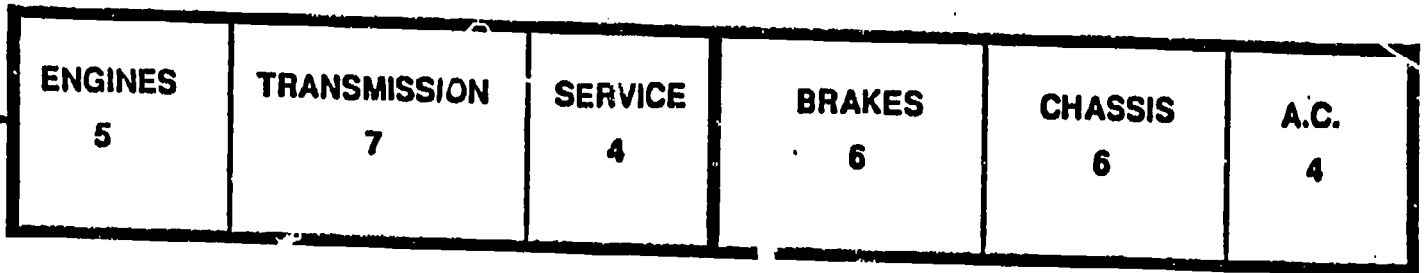 ENGINES TRANSMISSION SERVICE BRAKES CHASSIS A.C.
5 7 4 6 6 4